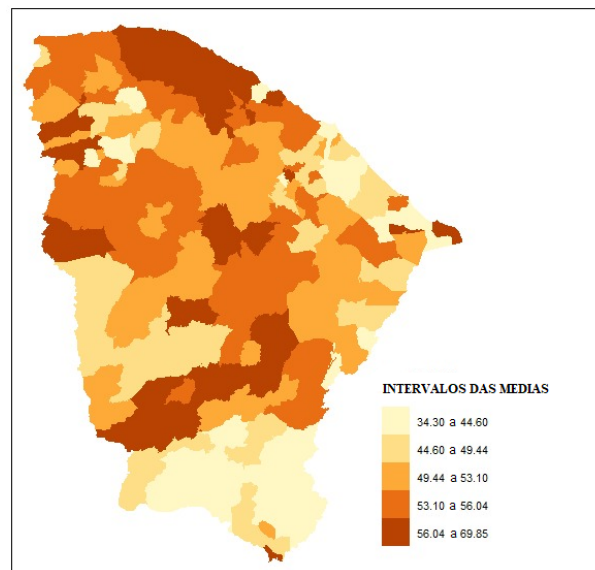 INTERVALOS DAS MEDIAS
34.30 a 44.60
44.60 a 49.44
49.44 a 53.10
53.10 a 56.04
56.04 a 69.85